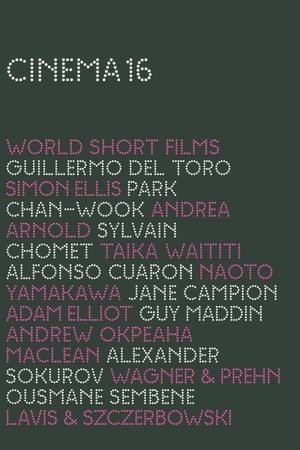 CINEMA 16
WORLD SHORT FILMS
GUILLERMO DEL TORO
SIMON ELLIS PARK
CHAN-WOOK ANDREA
ARNOLD SYLVAIN
CHOMET TAIKA WAITITI
ALFONSO CUARON NAOTO
YAMAKAWA JANE CAMPION
ADAM ELLIOT GUY MADDIN
ANDREW OKPEAHA
MACLEAN ALEXANDER
SOKUROV WAGNER & PREHN
OUSMANE SEMBENE
LAVIS & SZCZERBOWSKI